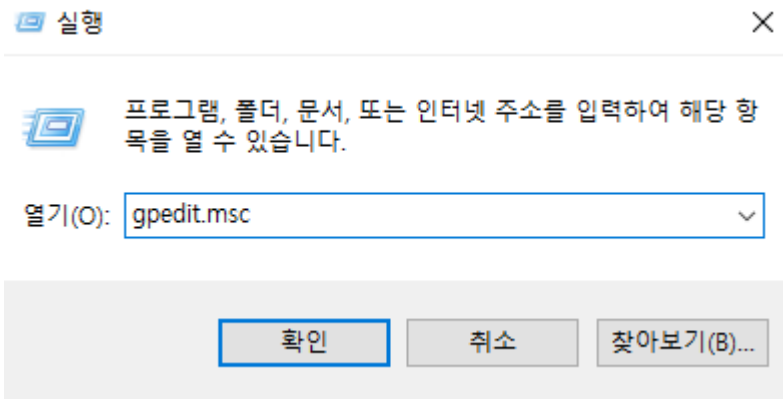 실행
프로그램, 폴더, 문서, 또는 인터넷 주소를 입력하여 해당 항
목을 열 수 있습니다.
열기(O): gpedit.msc
확인 취소 찾아보기(B)...